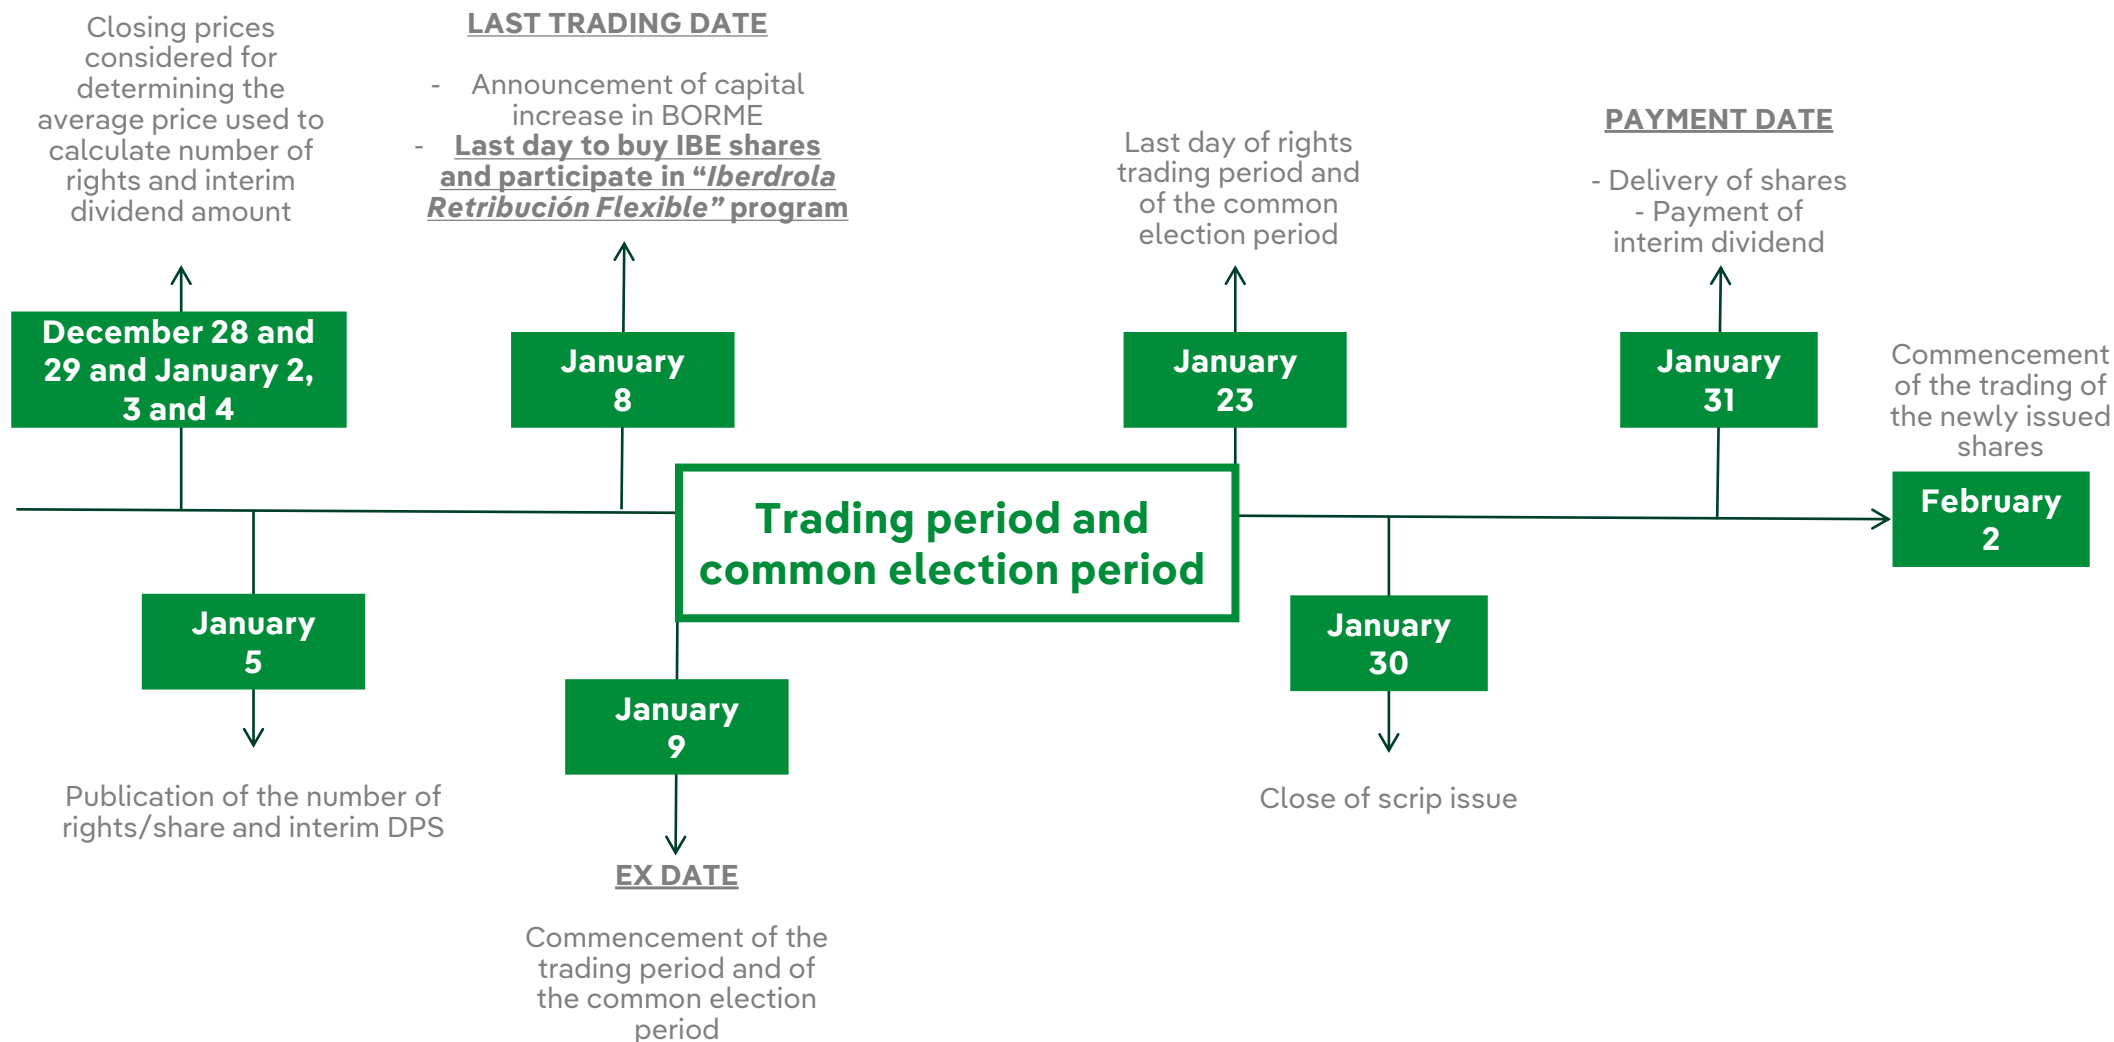 Closing prices
considered for
determining the
average price used to
calculate number of
rights and interim
dividend amount
December 28 and
29 and January 2,
3 and 4
LAST TRADING DATE
- Announcement of capital
increase in BORME
- Last day to buy IBE shares
and participate in “Iberdrola
Retribución Flexible” program
January
8
Last day of rights
trading period and
of the common
election period
January
23
PAYMENT DATE
- Delivery of shares
- Payment of
interim dividend
January
31
Commencement
of the trading of
the newly issued
shares
February
2
Trading period and
common election period
January
5
Publication of the number of
rights/share and interim DPS
January
9
EX DATE
Commencement of the
trading period and of
the common election
period
January
30
Close of scrip issue